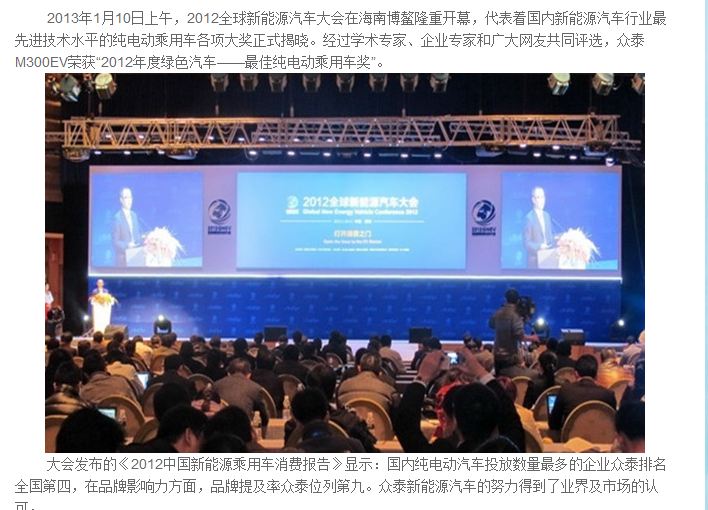 2013年1月10日上午，2012全球新能源汽车大会在海南博鳌隆重开幕，代表着国内新能源汽车行业最
先进技术水平的纯电动乘用车各项大奖正式揭晓。经过学术专家、企业专家和广大网友共同评选，众泰
M300EV荣获“2012年度绿色汽车——最佳纯电动乘用车奖”。
2012全球新能源汽车大会
Global New Energy Vehicle Conference 2012
大会发布的《2012中国新能源乘用车消费报告》显示：国内纯电动汽车投放数量最多的企业众泰排名
全国第四，在品牌影响力方面，品牌提及率众泰位列第九。众泰新能源汽车的努力得到了业界及市场的认
可。